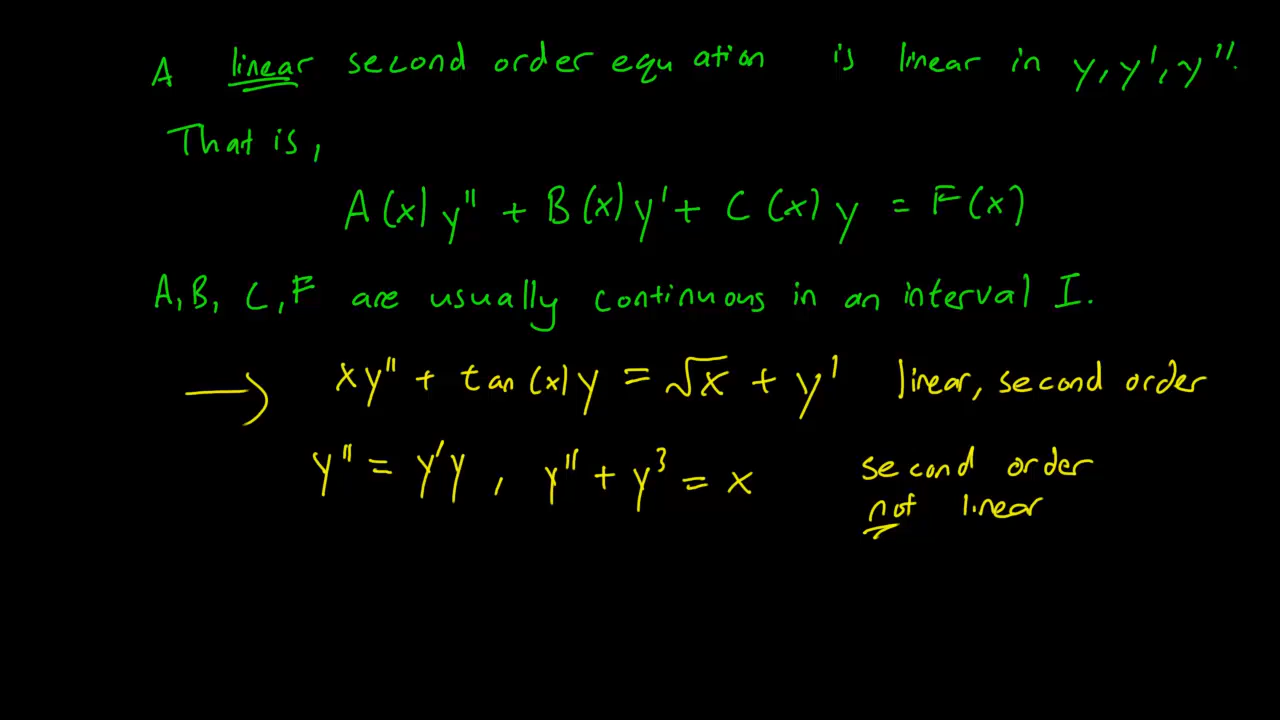 A linear second order equation is linear in y, y', y''.
That is,
A(x) y'' + B(x) y' + C(x) y = F(x)
A, B, C, F are usually continuous in an interval I.
→ xy'' + tan(x) y = √x + y' linear, second order
y'' = y'y , y'' + y³ = x second order
not linear